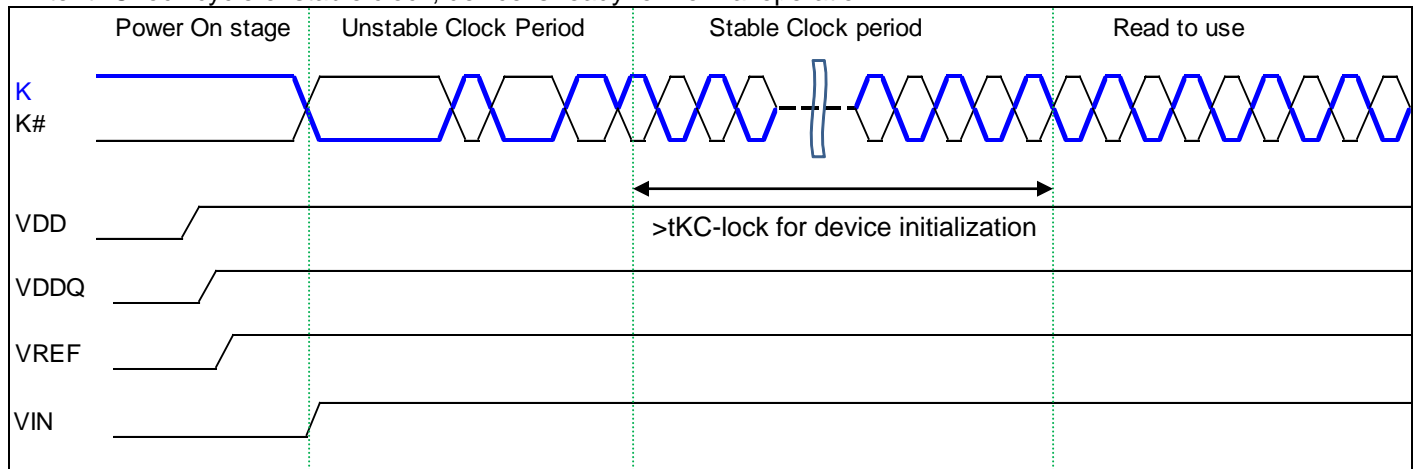 Power On stage Unstable Clock Period Stable Clock period Read to use
K
K#
VDD
>tKC-lock for device initialization
VDDQ
VREF
VIN